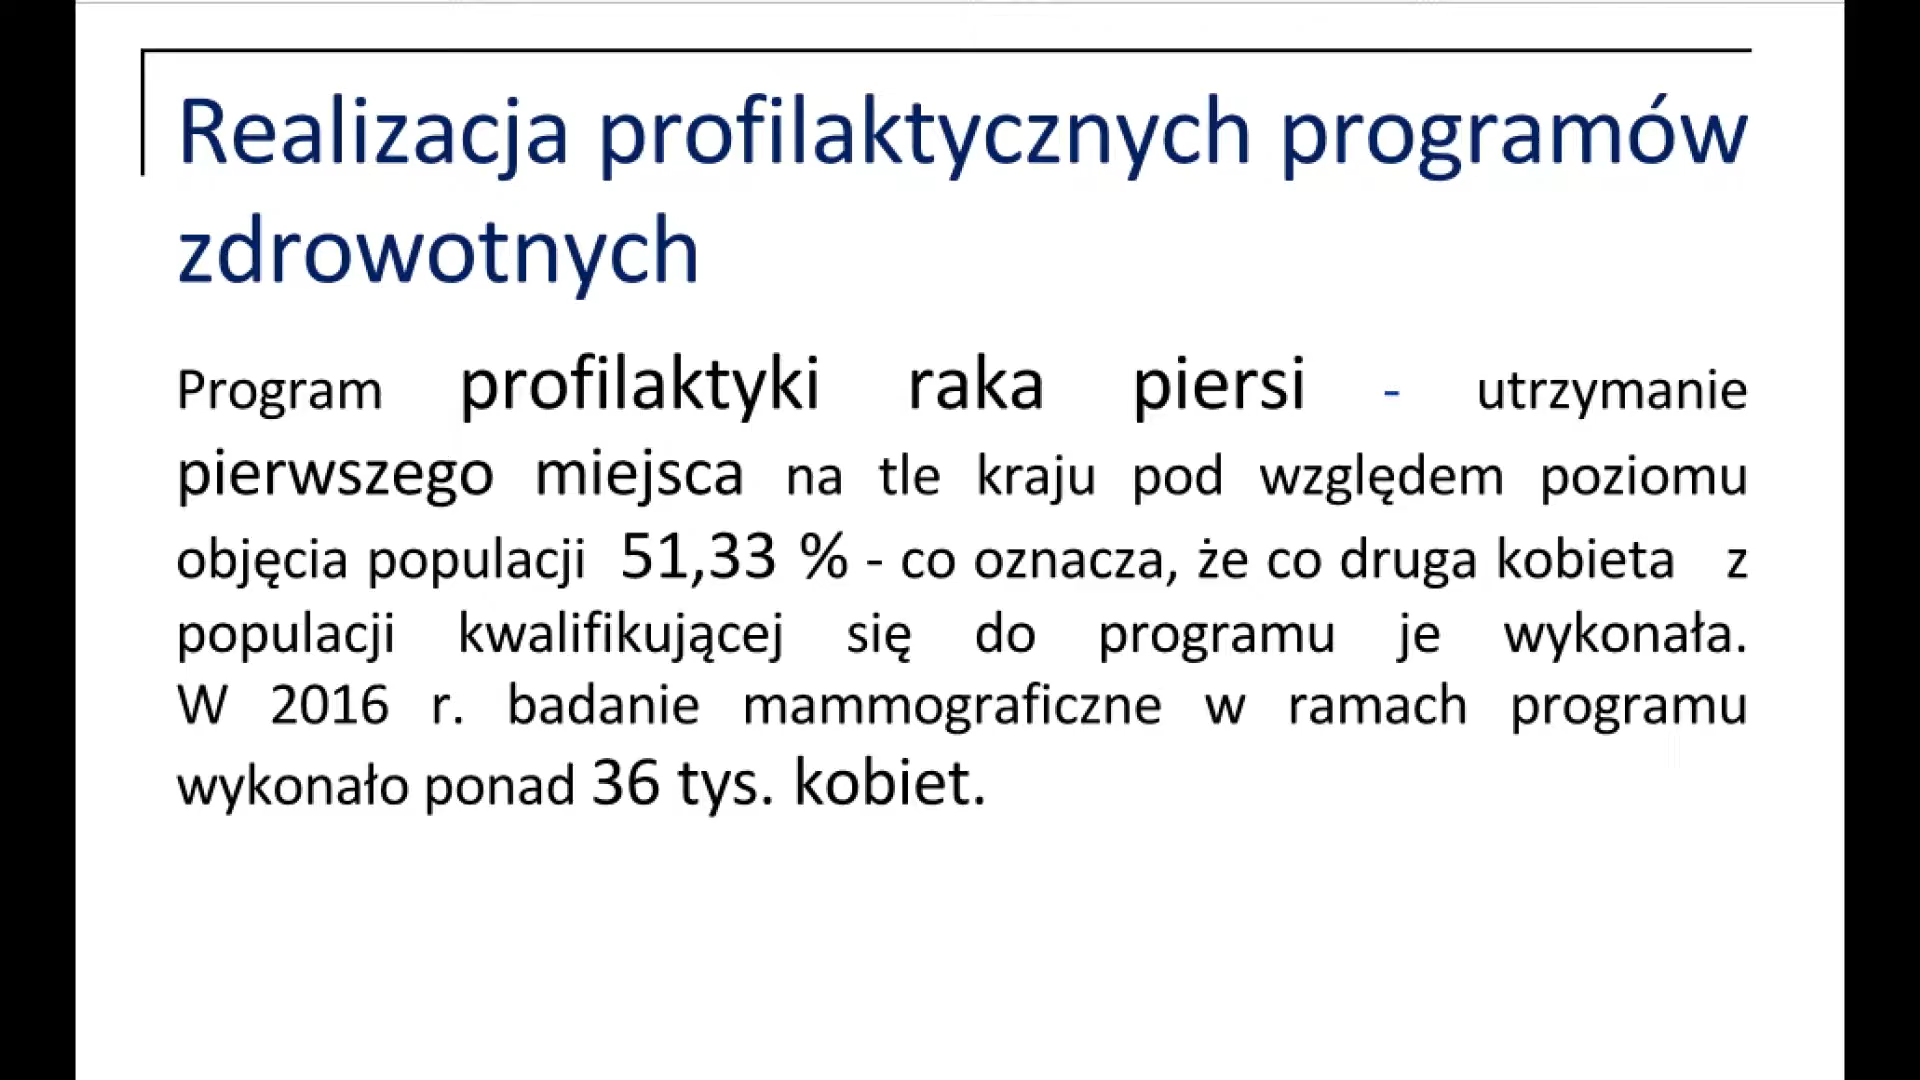 Realizacja profilaktycznych programów
zdrowotnych
Program profilaktyki raka piersi - utrzymanie
pierwszego miejsca na tle kraju pod względem poziomu
objęcia populacji 51,33 % - co oznacza, że co druga kobieta z
populacji kwalifikującej się do programu je wykonała.
W 2016 r. badanie mammograficzne w ramach programu
wykonało ponad 36 tys. kobiet.